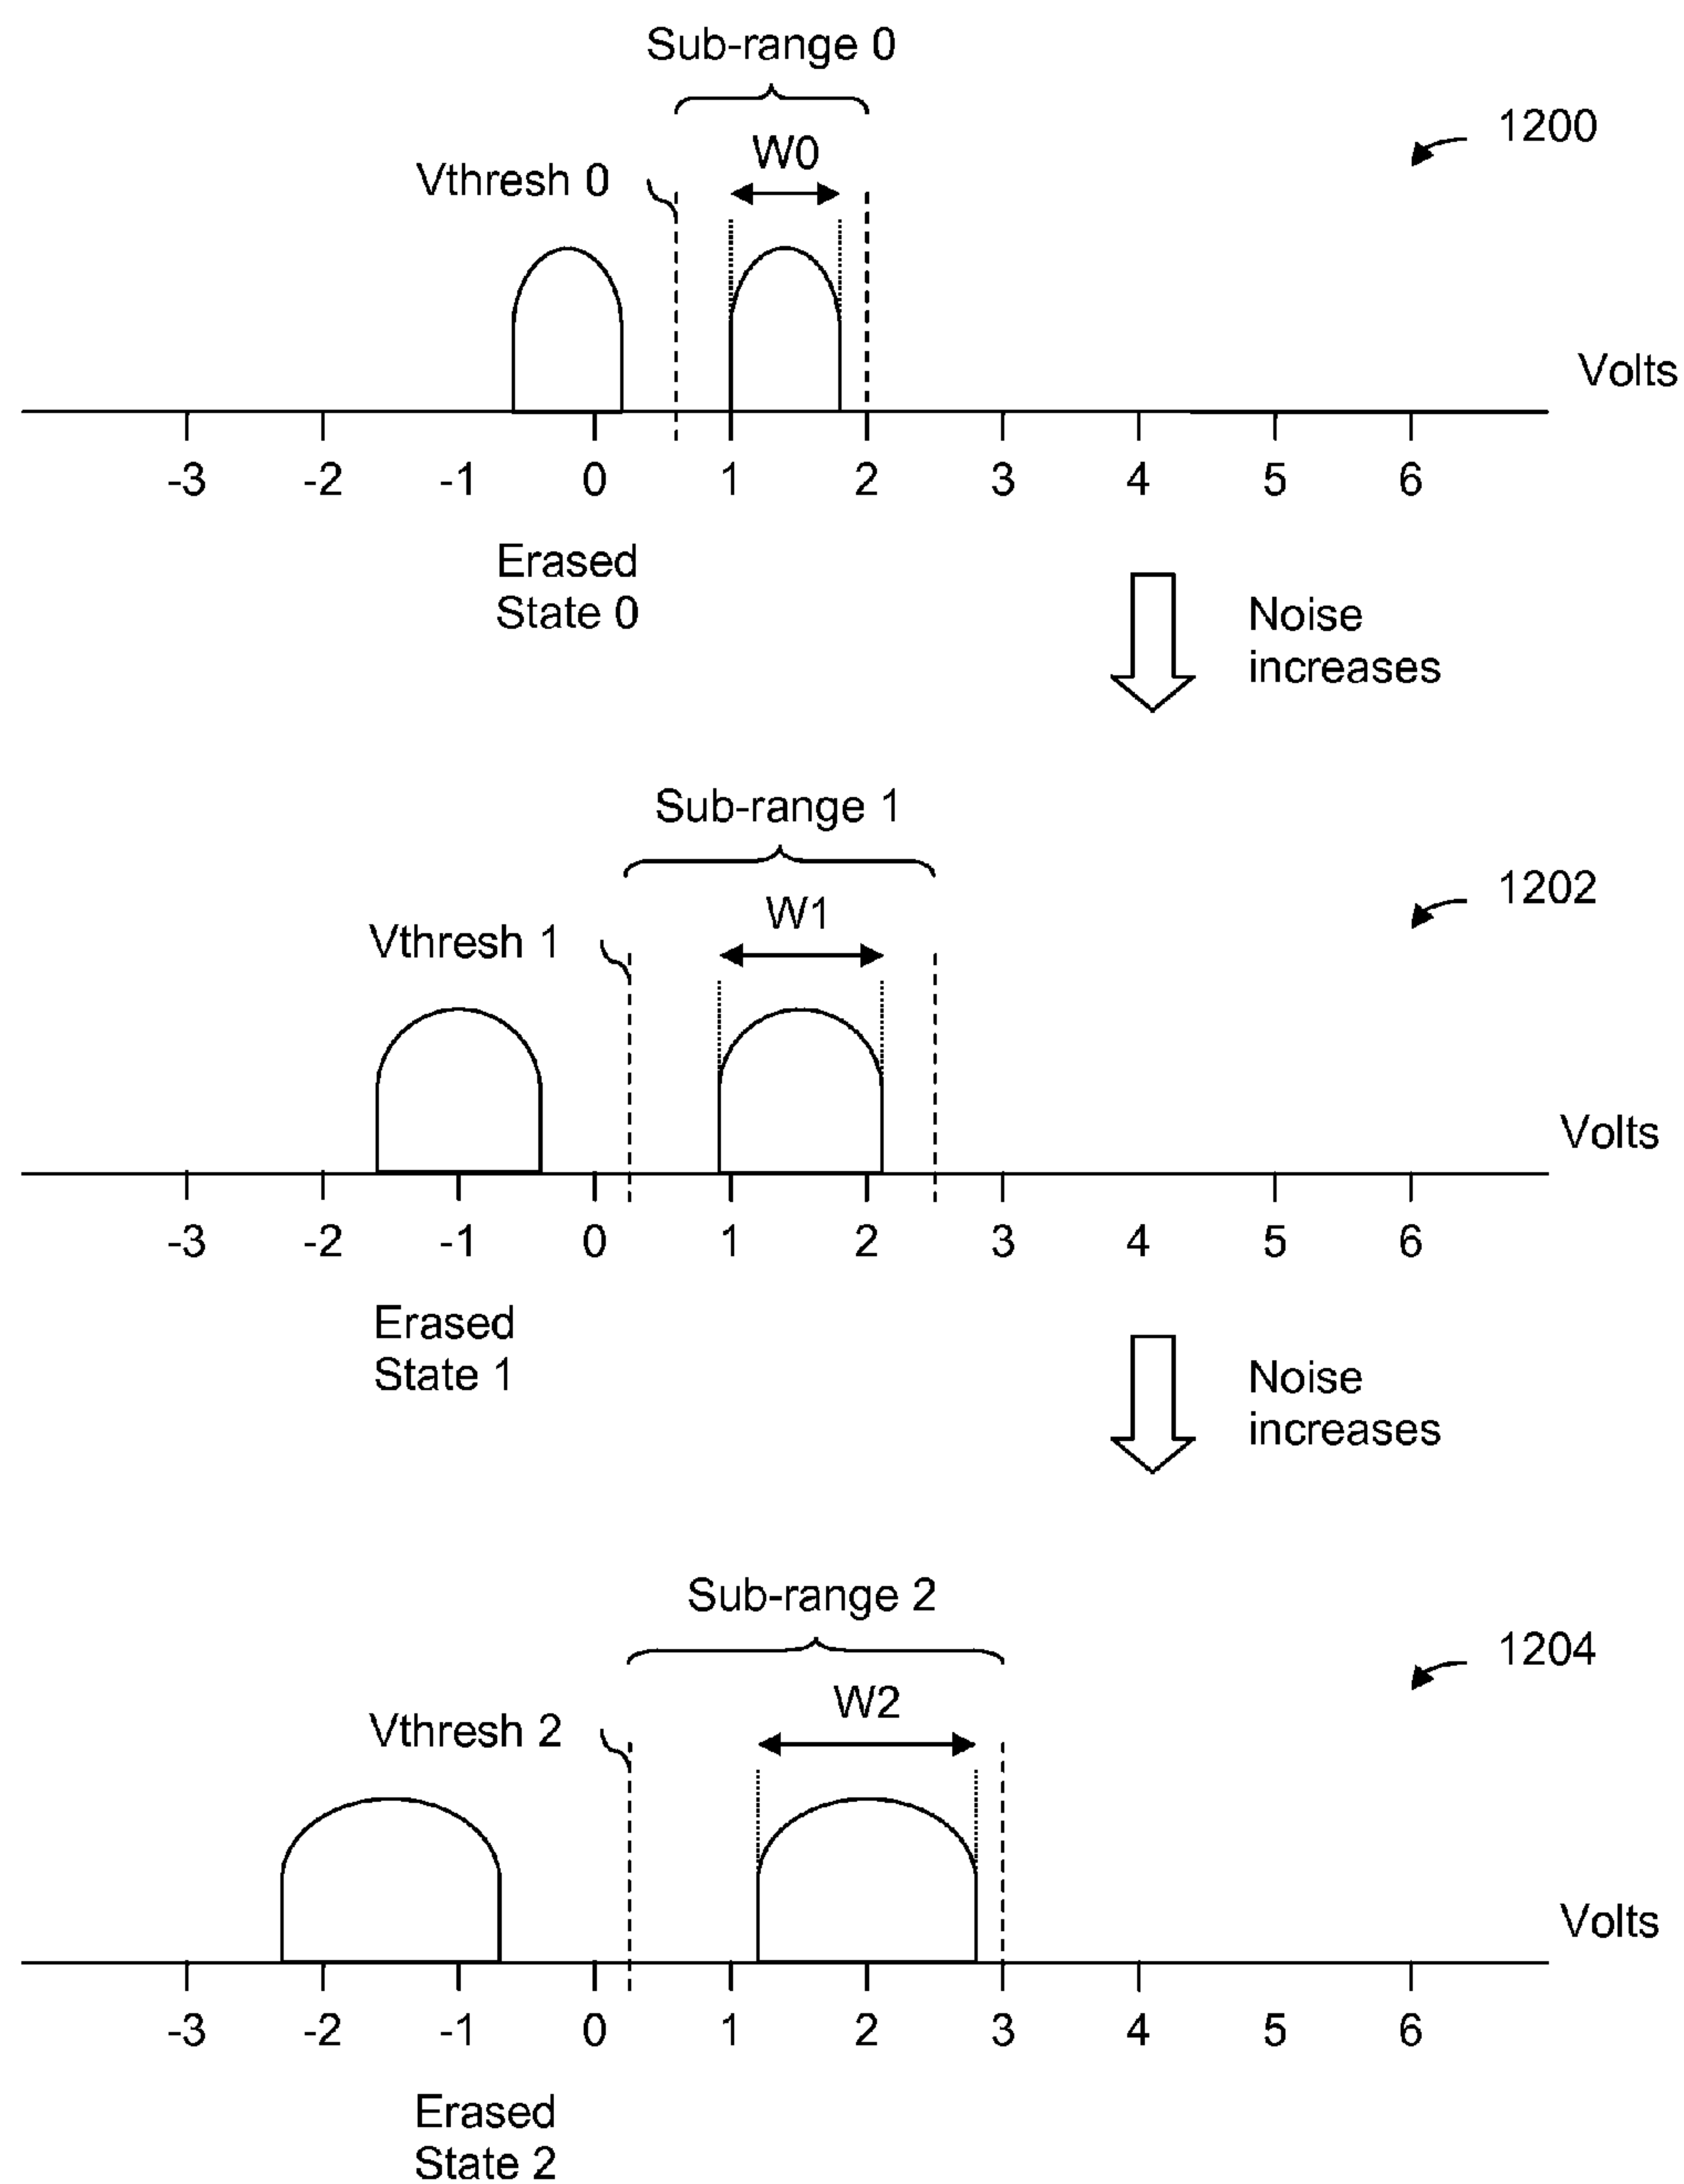 Sub-range 0
1200
W0
Vthresh 0
Volts
-3 -2 -1 0 1 2 3 4 5 6
Erased
State 0
Noise
increases
Sub-range 1
1202
W1
Vthresh 1
Volts
-3 -2 -1 0 1 2 3 4 5 6
Erased
State 1
Noise
increases
Sub-range 2
1204
W2
Vthresh 2
Volts
-3 -2 -1 0 1 2 3 4 5 6
Erased
State 2